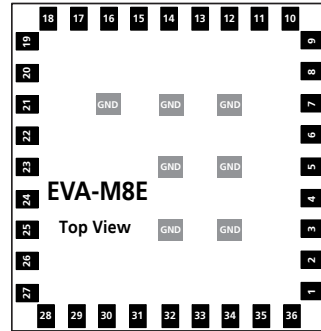 18 17 16 15 14 13 12 11 10
19 9
20 8
21 GND GND GND 7
22 6
23 GND GND 5
24 EVA-M8E 4
25 Top View GND GND 3
26 2
27 1
28 29 30 31 32 33 34 35 36